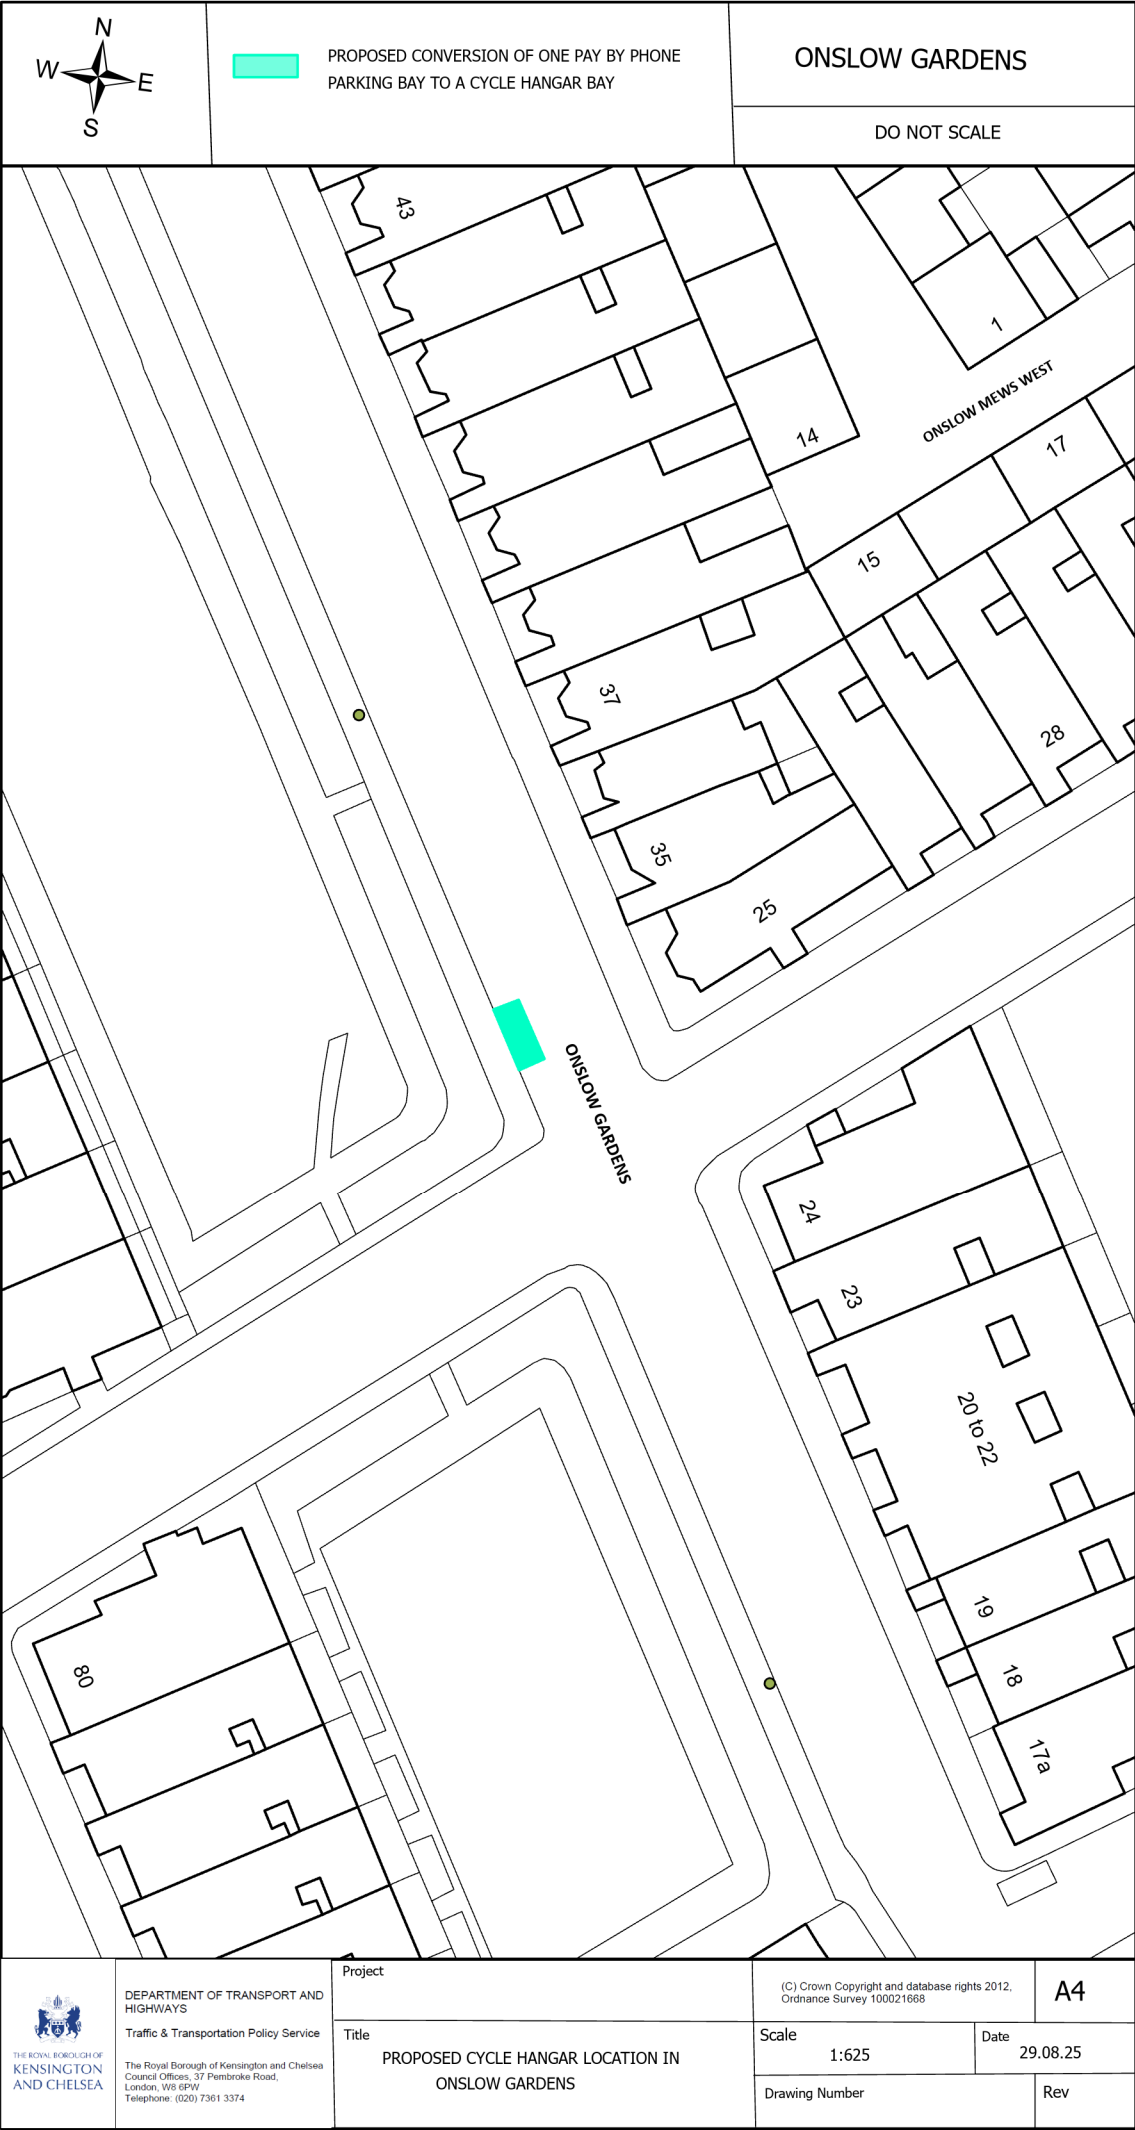 N
W
E
S
PROPOSED CONVERSION OF ONE PAY BY PHONE
PARKING BAY TO A CYCLE HANGAR BAY
ONSLOW GARDENS
DO NOT SCALE
43
1
ONSLOW MEWS WEST
14
17
15
37
28
35
25
ONSLOW GARDENS
24
23
20 to 22
19
18
17a
80
THE ROYAL BOROUGH OF
KENSINGTON
AND CHELSEA
DEPARTMENT OF TRANSPORT AND
HIGHWAYS
Traffic & Transportation Policy Service
The Royal Borough of Kensington and Chelsea
Council Offices, 37 Pembroke Road,
London, W8 6PW
Telephone: (020) 7361 3374
Project
Title
PROPOSED CYCLE HANGAR LOCATION IN
ONSLOW GARDENS
(C) Crown Copyright and database rights 2012,
Ordnance Survey 100021668
A4
Scale
1:625
Date
29.08.25
Drawing Number
Rev